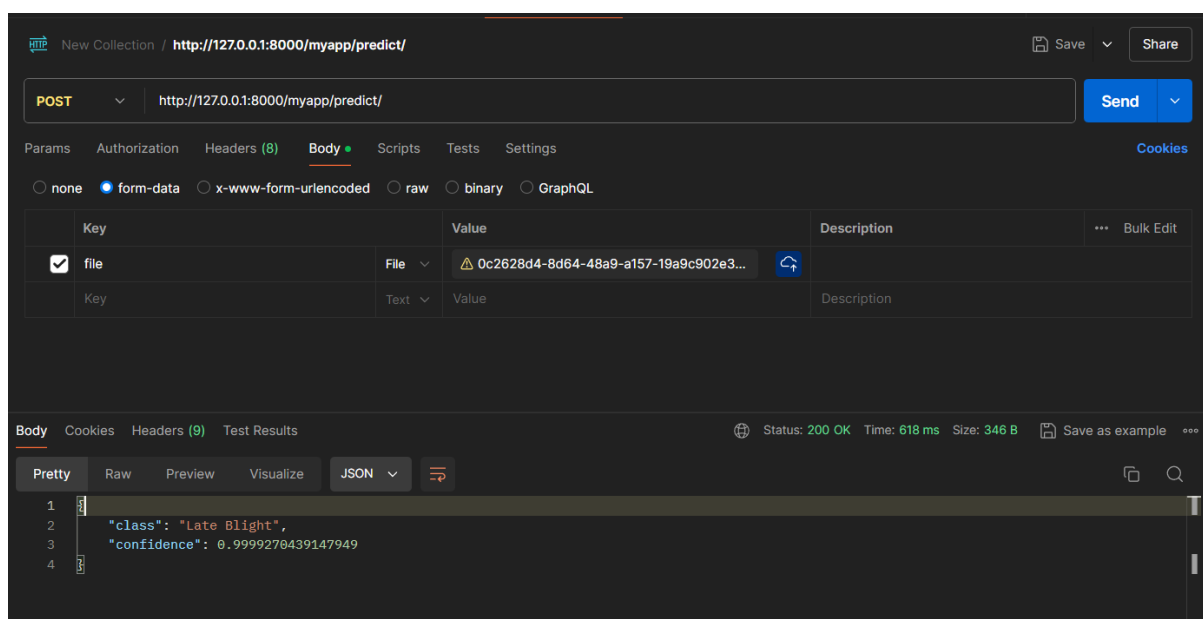 HTTP New Collection / http://127.0.0.1:8000/myapp/predict/ Save Share
POST http://127.0.0.1:8000/myapp/predict/ Send
Params Authorization Headers (8) Body Scripts Tests Settings Cookies
none form-data x-www-form-urlencoded raw binary GraphQL
Key Value Description ••• Bulk Edit
file File 0c2628d4-8d64-48a9-a157-19a9c902e3...
Key Text Value Description
Body Cookies Headers (9) Test Results Status: 200 OK Time: 618 ms Size: 346 B Save as example •••
Pretty Raw Preview Visualize JSON
1 {
2 "class": "Late Blight",
3 "confidence": 0.9999270439147949
4 }